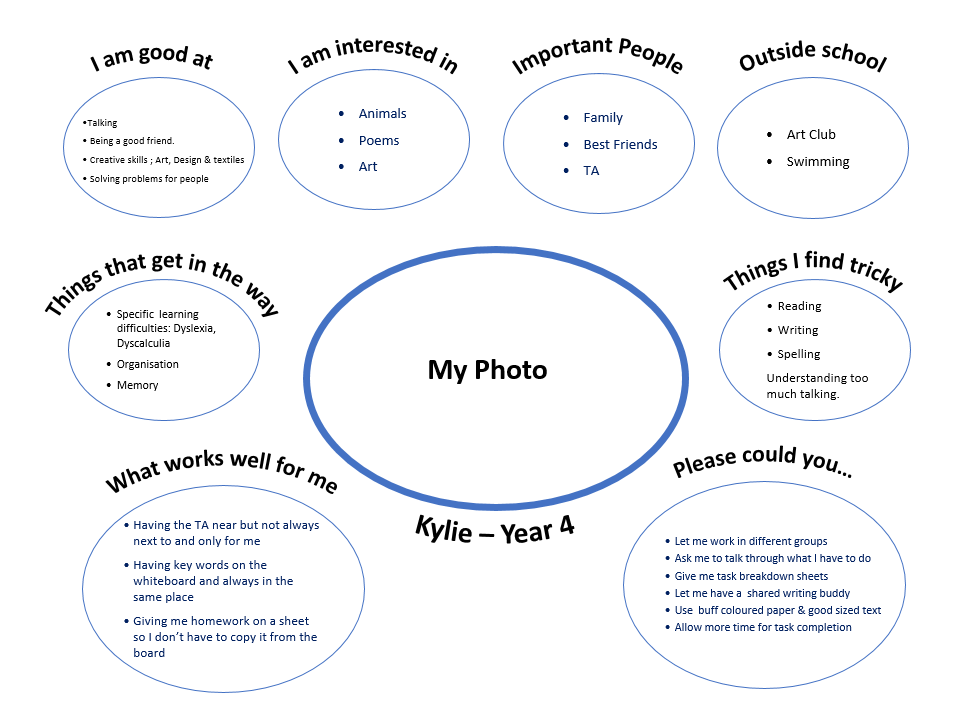 I am good at
•Talking
• Being a good friend.
• Creative skills ; Art, Design & textiles
• Solving problems for people
I am interested in
• Animals
• Poems
• Art
Important People
• Family
• Best Friends
• TA
Outside school
• Art Club
• Swimming
Things that get in the way
• Specific learning
difficulties: Dyslexia,
Dyscalculia
• Organisation
• Memory
My Photo
Kylie – Year 4
Things I find tricky
• Reading
• Writing
• Spelling
Understanding too
much talking.
What works well for me
• Having the TA near but not always
next to and only for me
• Having key words on the
whiteboard and always in the
same place
• Giving me homework on a sheet
so I don’t have to copy it from the
board
Please could you…
• Let me work in different groups
• Ask me to talk through what I have to do
• Give me task breakdown sheets
• Let me have a shared writing buddy
• Use buff coloured paper & good sized text
• Allow more time for task completion